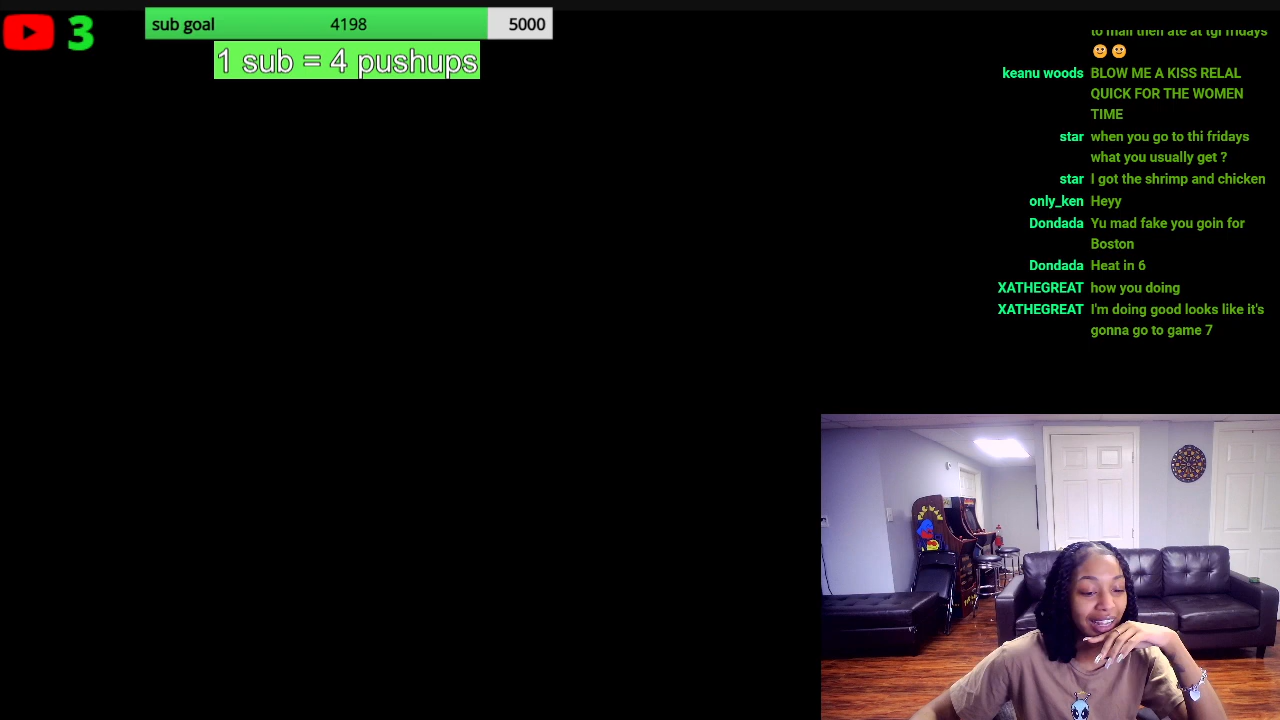 3
sub goal 4198 5000
1 sub = 4 pushups
to mall then ate at tgi fridays
keanu woods BLOW ME A KISS RELAL
QUICK FOR THE WOMEN
TIME
star when you go to thi fridays
what you usually get ?
star I got the shrimp and chicken
only_ken Heyy
Dondada Yu mad fake you goin for
Boston
Dondada Heat in 6
XATHEGREAT how you doing
XATHEGREAT I'm doing good looks like it's
gonna go to game 7